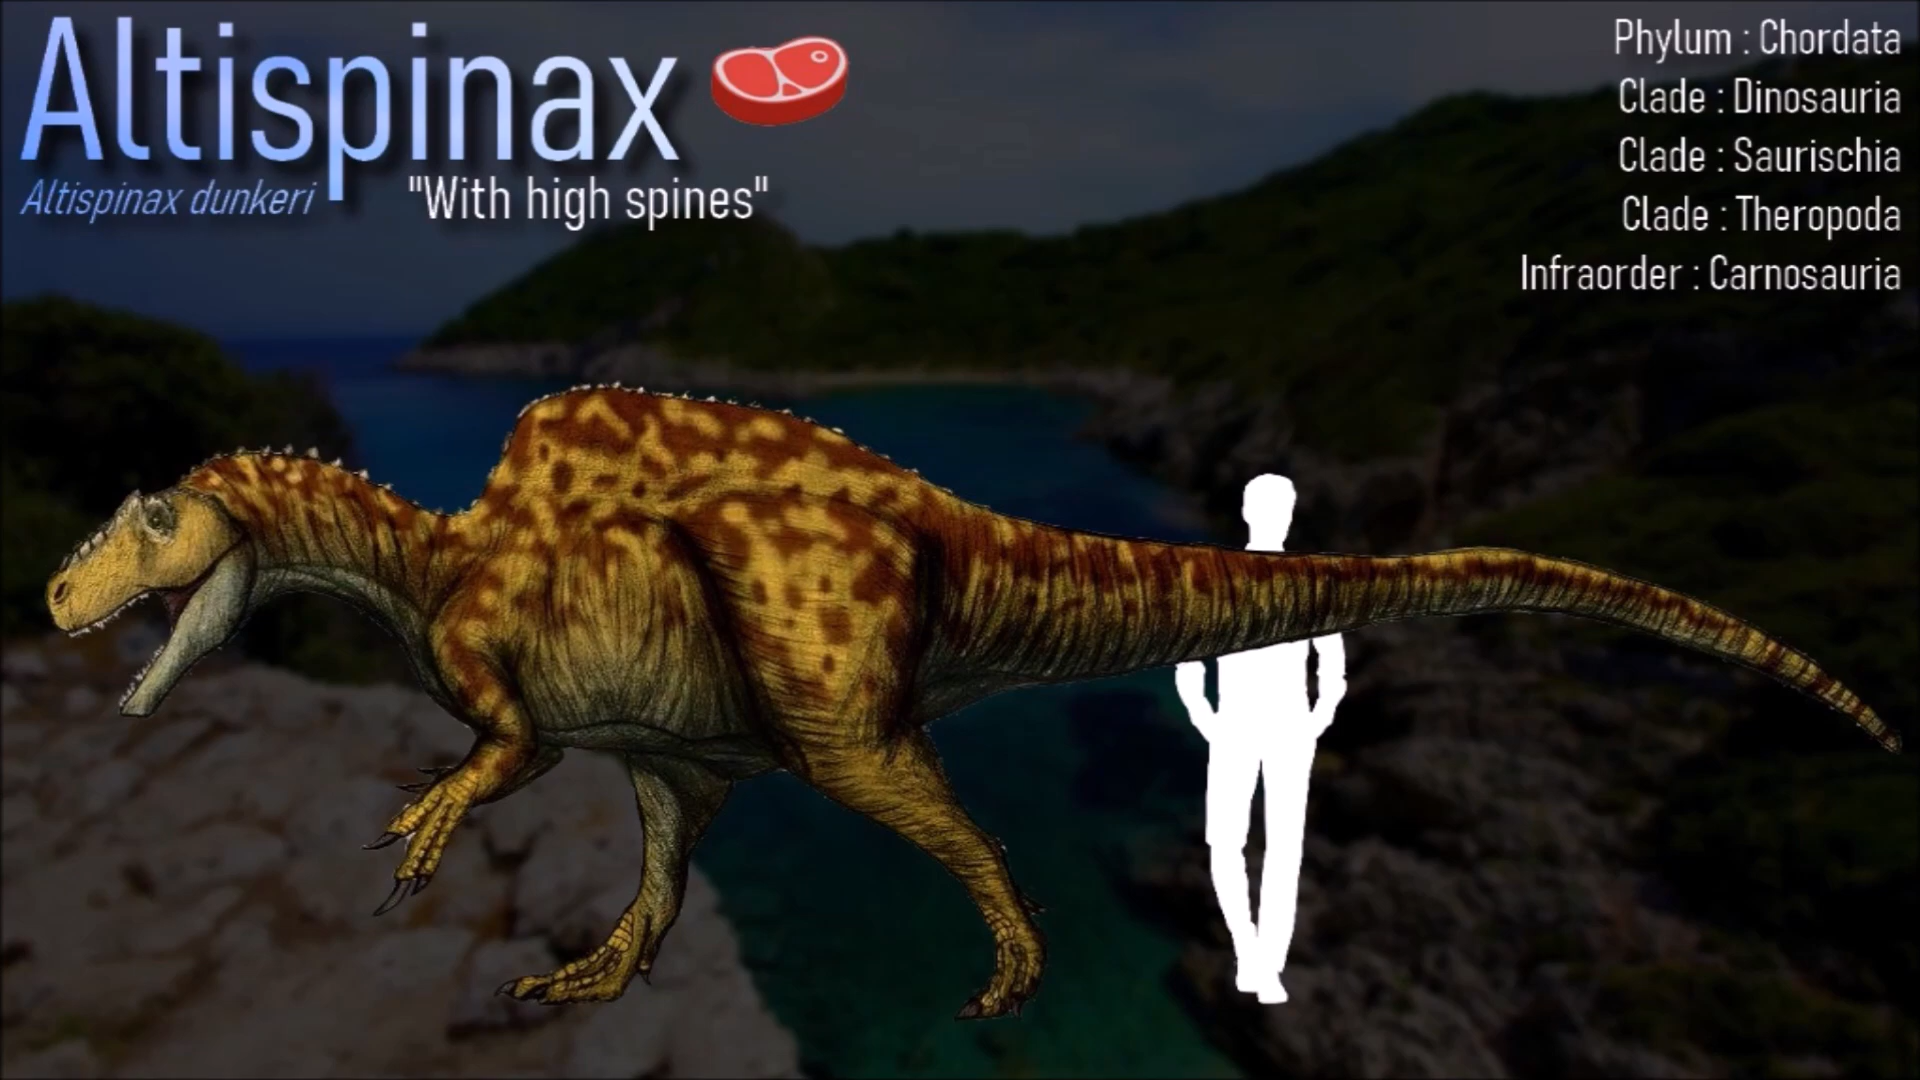 Altispinax
Altispinax dunkeri
"With high spines"
Phylum : Chordata
Clade : Dinosauria
Clade : Saurischia
Clade : Theropoda
Infraorder : Carnosauria